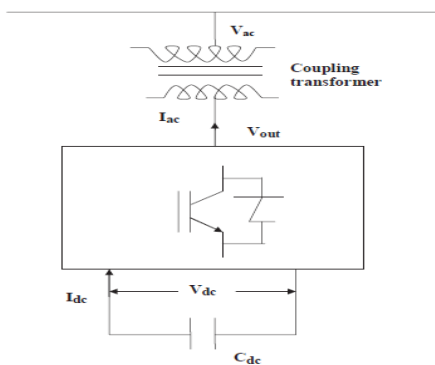 Vac
Coupling
transformer
Iac
Vout
Idc
Vdc
Cdc